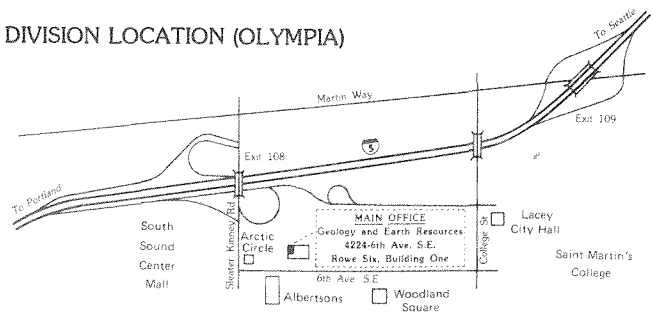 DIVISION LOCATION (OLYMPIA)
To Seattle
Martin Way
Exit 109
Exit 108
5
To Portland
South
Sound
Center
Mall
Sleater Kinney Rd
Arctic
Circle
MAIN OFFICE
Geology and Earth Resources
4224-6th Ave. S.E.
Rowe Six, Building One
College St
Lacey
City Hall
Saint Martin's
College
6th Ave S.E
Albertsons
Woodland
Square